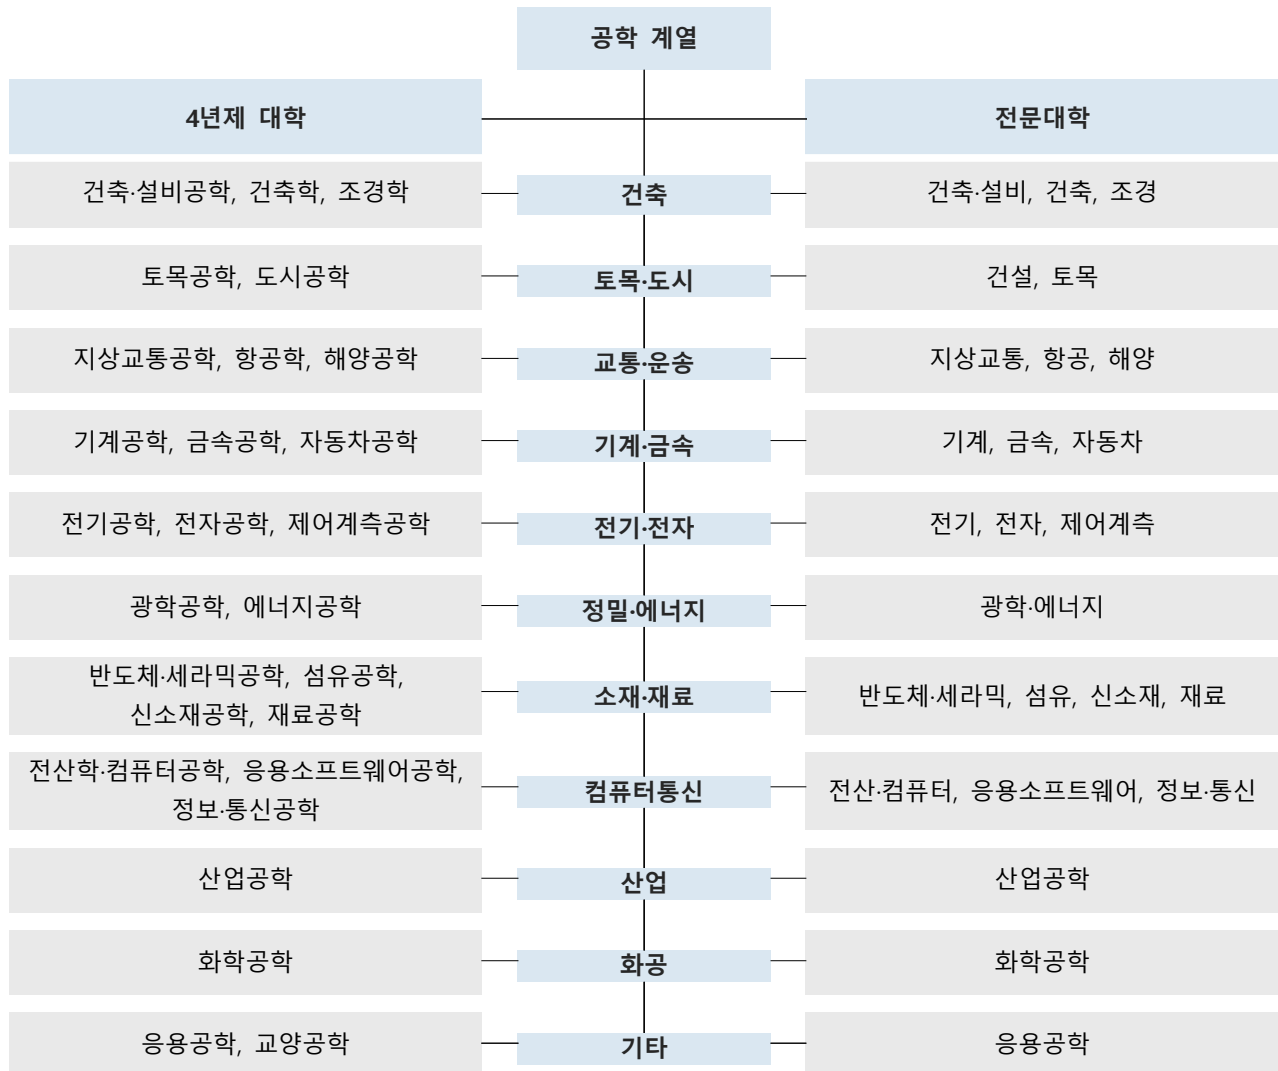 공학 계열
4년제 대학
전문대학
건축·설비공학, 건축학, 조경학
건축
건축·설비, 건축, 조경
토목공학, 도시공학
토목·도시
건설, 토목
지상교통공학, 항공학, 해양공학
교통·운송
지상교통, 항공, 해양
기계공학, 금속공학, 자동차공학
기계·금속
기계, 금속, 자동차
전기공학, 전자공학, 제어계측공학
전기·전자
전기, 전자, 제어계측
광학공학, 에너지공학
정밀·에너지
광학·에너지
반도체·세라믹공학, 섬유공학,
신소재공학, 재료공학
소재·재료
반도체·세라믹, 섬유, 신소재, 재료
전산학·컴퓨터공학, 응용소프트웨어공학,
정보·통신공학
컴퓨터통신
전산·컴퓨터, 응용소프트웨어, 정보·통신
산업공학
산업
산업공학
화학공학
화공
화학공학
응용공학, 교양공학
기타
응용공학